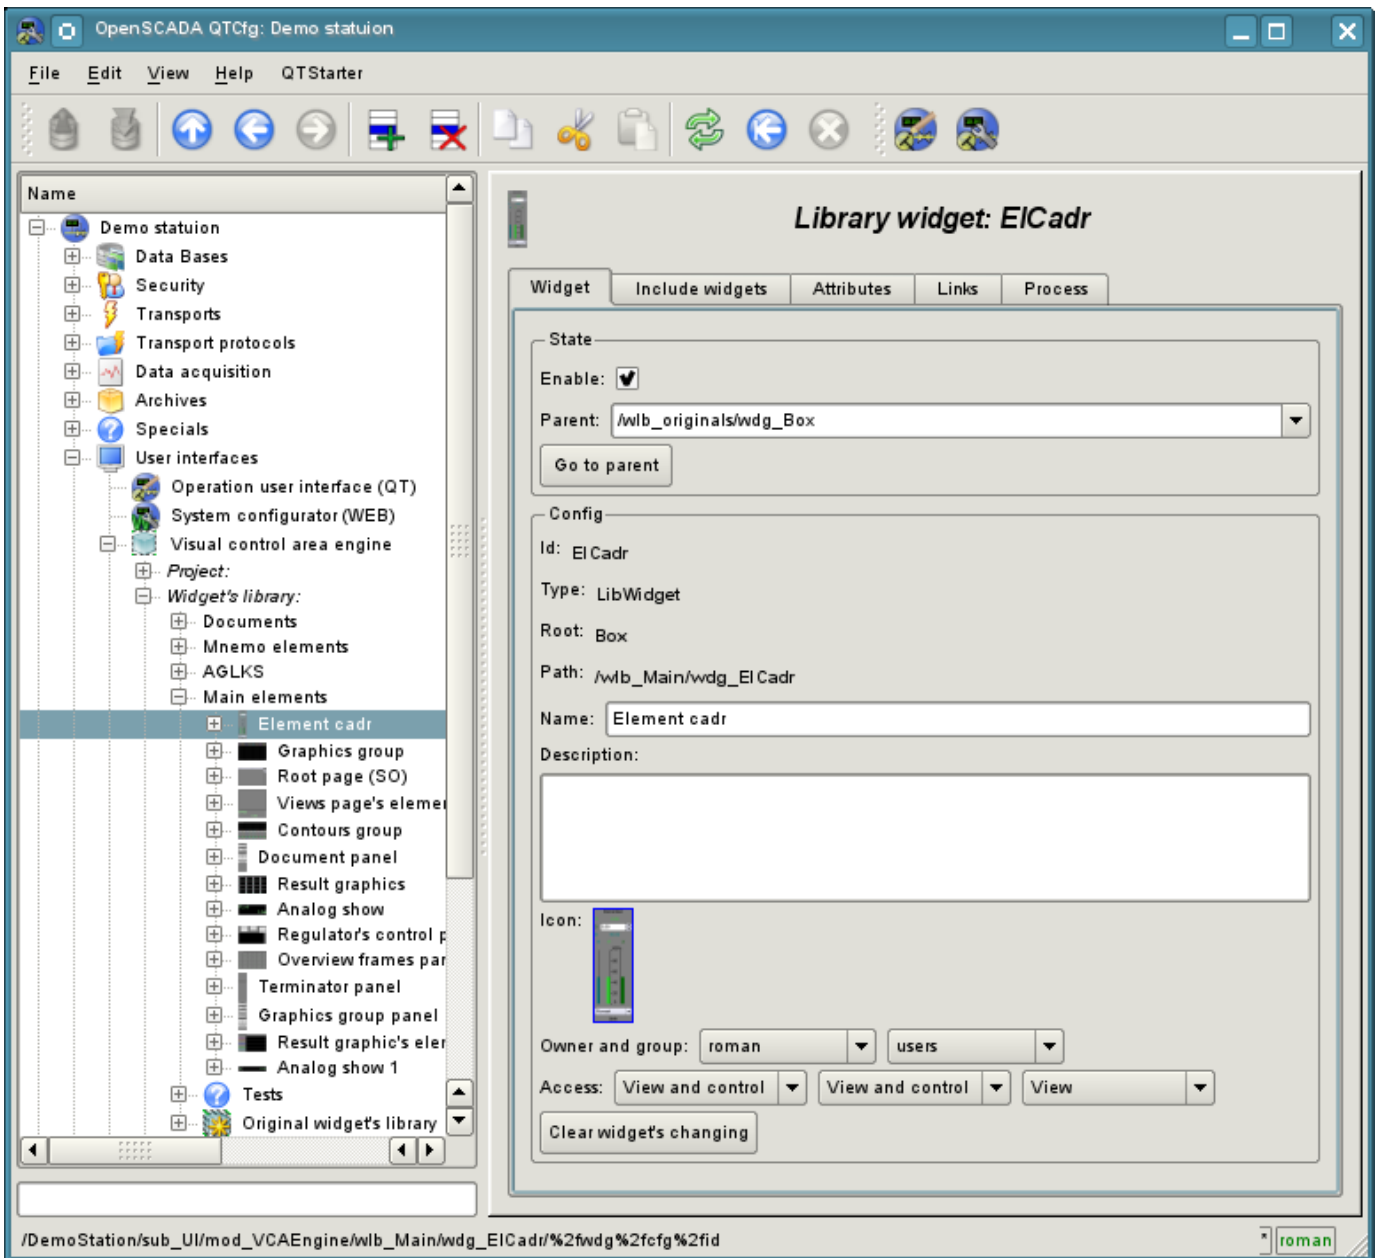 OpenSCADA QTCfg: Demo statuion
File Edit View Help QTStarter
Name
Demo statuion
Data Bases
Security
Transports
Transport protocols
Data acquisition
Archives
Specials
User interfaces
Operation user interface (QT)
System configurator (WEB)
Visual control area engine
Project:
Widget's library:
Documents
Mnemo elements
AGLKS
Main elements
Element cadr
Graphics group
Root page (SO)
Views page's elemer
Contours group
Document panel
Result graphics
Analog show
Regulator's control p
Overview frames par
Terminator panel
Graphics group panel
Result graphic's eler
Analog show 1
Tests
Original widget's library
Library widget: ElCadr
Widget Include widgets Attributes Links Process
State
Enable:
Parent: /wlb_originals/wdg_Box
Go to parent
Config
Id: ElCadr
Type: LibWidget
Root: Box
Path: /wlb_Main/wdg_ElCadr
Name: Element cadr
Description:
Icon:
Owner and group: roman users
Access: View and control View and control View
Clear widget's changing
/DemoStation/sub_UI/mod_VCAEngine/wlb_Main/wdg_ElCadr/%2fwdg%2fcfg%2fid
* roman